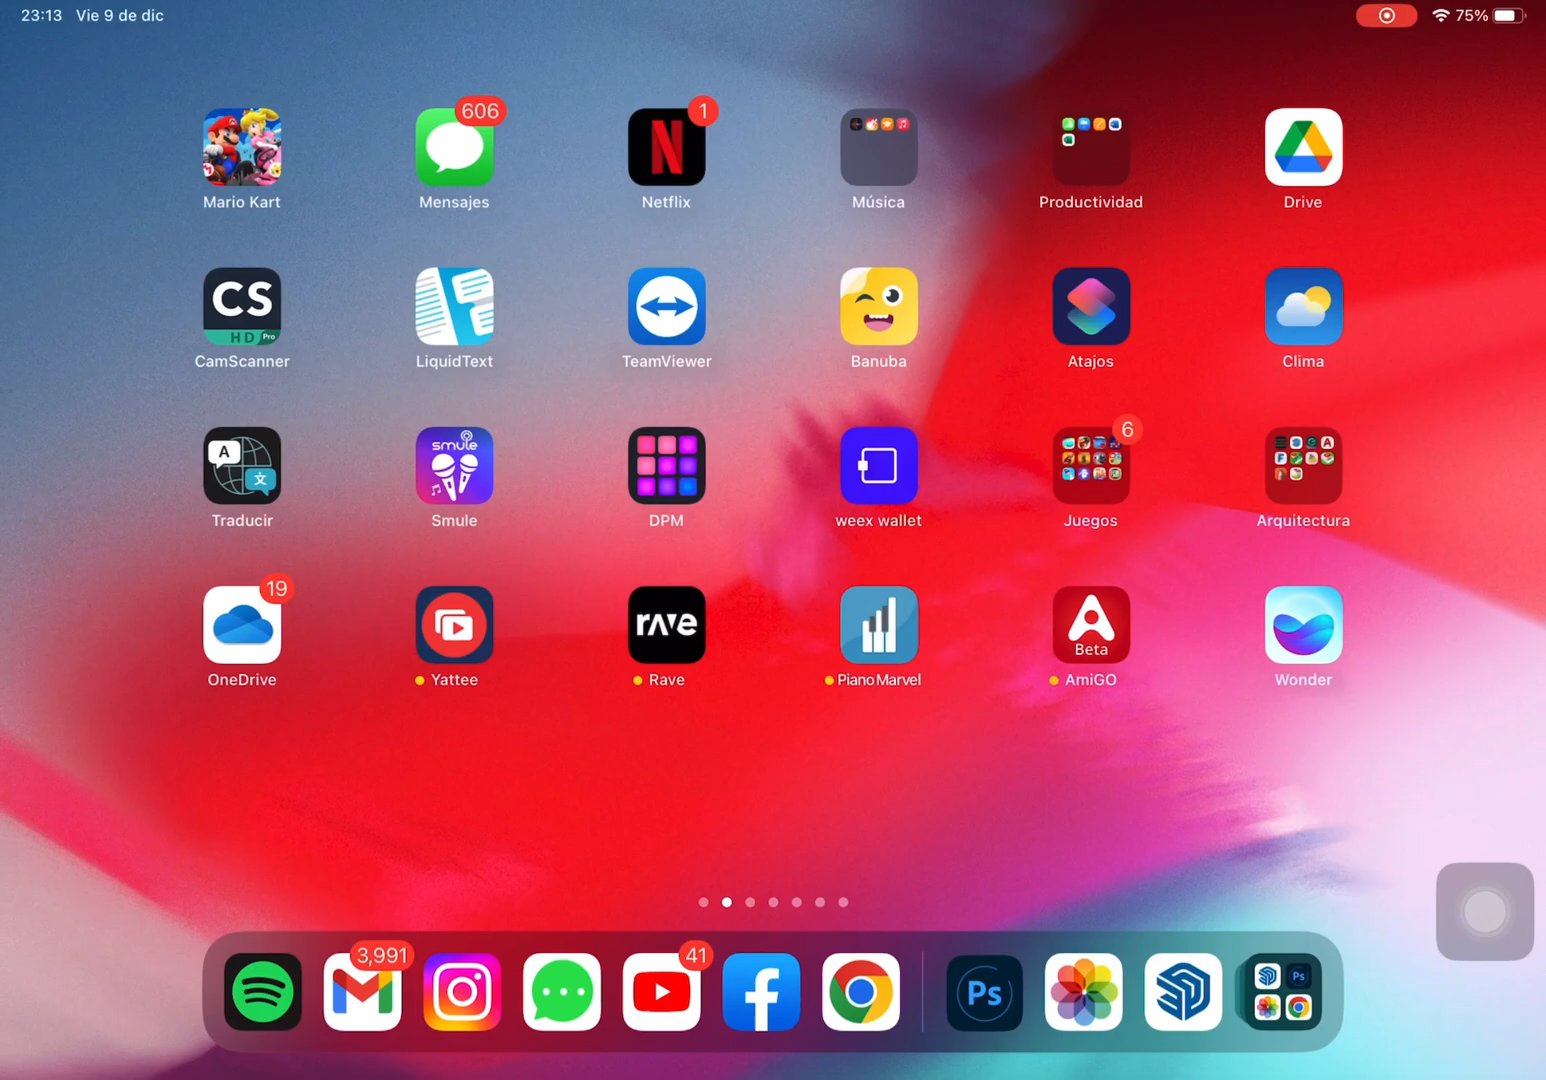 23:13 Vie 9 de dic
75%
606
1
Mario Kart
Mensajes
N
Netflix
Música
Productividad
Drive
CS
HD Pro
CamScanner
LiquidText
TeamViewer
Banuba
Atajos
Clima
6
A
文
Traducir
smule
Smule
DPM
weex wallet
Juegos
Arquitectura
19
rave
Beta
OneDrive
Yattee
Rave
Piano Marvel
AmiGO
Wonder
3,991
41
Ps
Ps